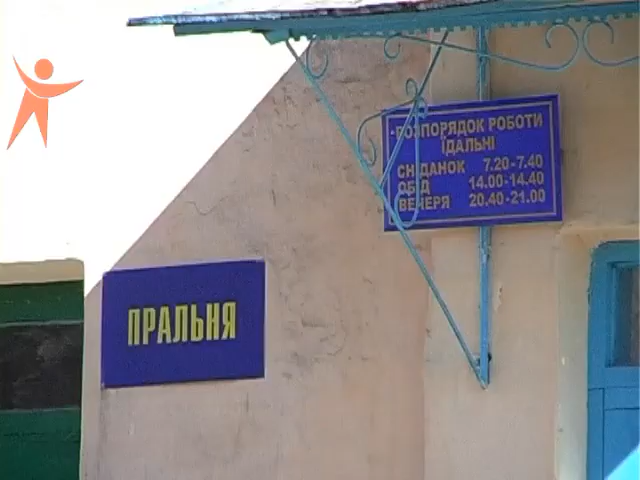 РОЗПОРЯДОК РОБОТИ
ЇДАЛЬНІ
СНІДАНОК 7.20-7.40
ОБІД 14.00-14.40
ВЕЧЕРЯ 20.40-21.00
ПРАЛЬНЯ